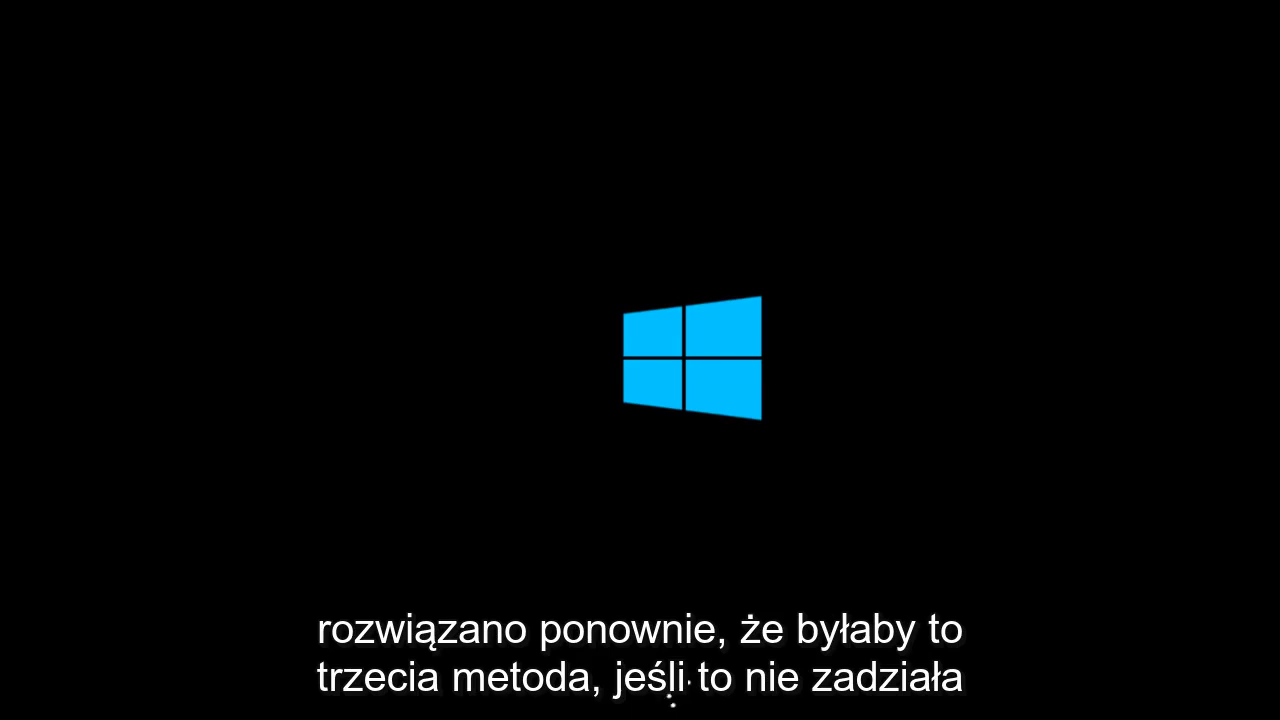 rozwiązano ponownie, że byłaby to
trzecia metoda, jeśli to nie zadziała